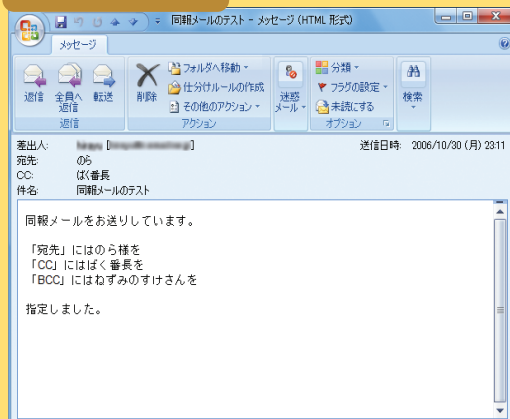 同報メールのテスト - メッセージ (HTML 形式)
メッセージ
返信 全員へ返信 転送
返信
削除
フォルダへ移動
仕分けルールの作成
その他のアクション
アクション
迷惑メール
分類
フラグの設定
未読にする
オプション
検索
差出人:
送信日時: 2006/10/30 (月) 23:11
宛先: のら
CC: ばく番長
件名: 同報メールのテスト
同報メールをお送りしています。
「宛先」にはのら様を
「CC」にはばく番長を
「BCC」にはねずみのすけさんを
指定しました。